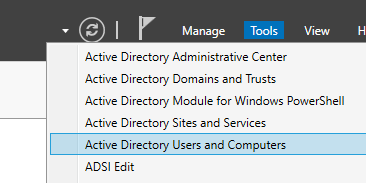 Manage Tools View H
Active Directory Administrative Center
Active Directory Domains and Trusts
Active Directory Module for Windows PowerShell
Active Directory Sites and Services
Active Directory Users and Computers
ADSI Edit